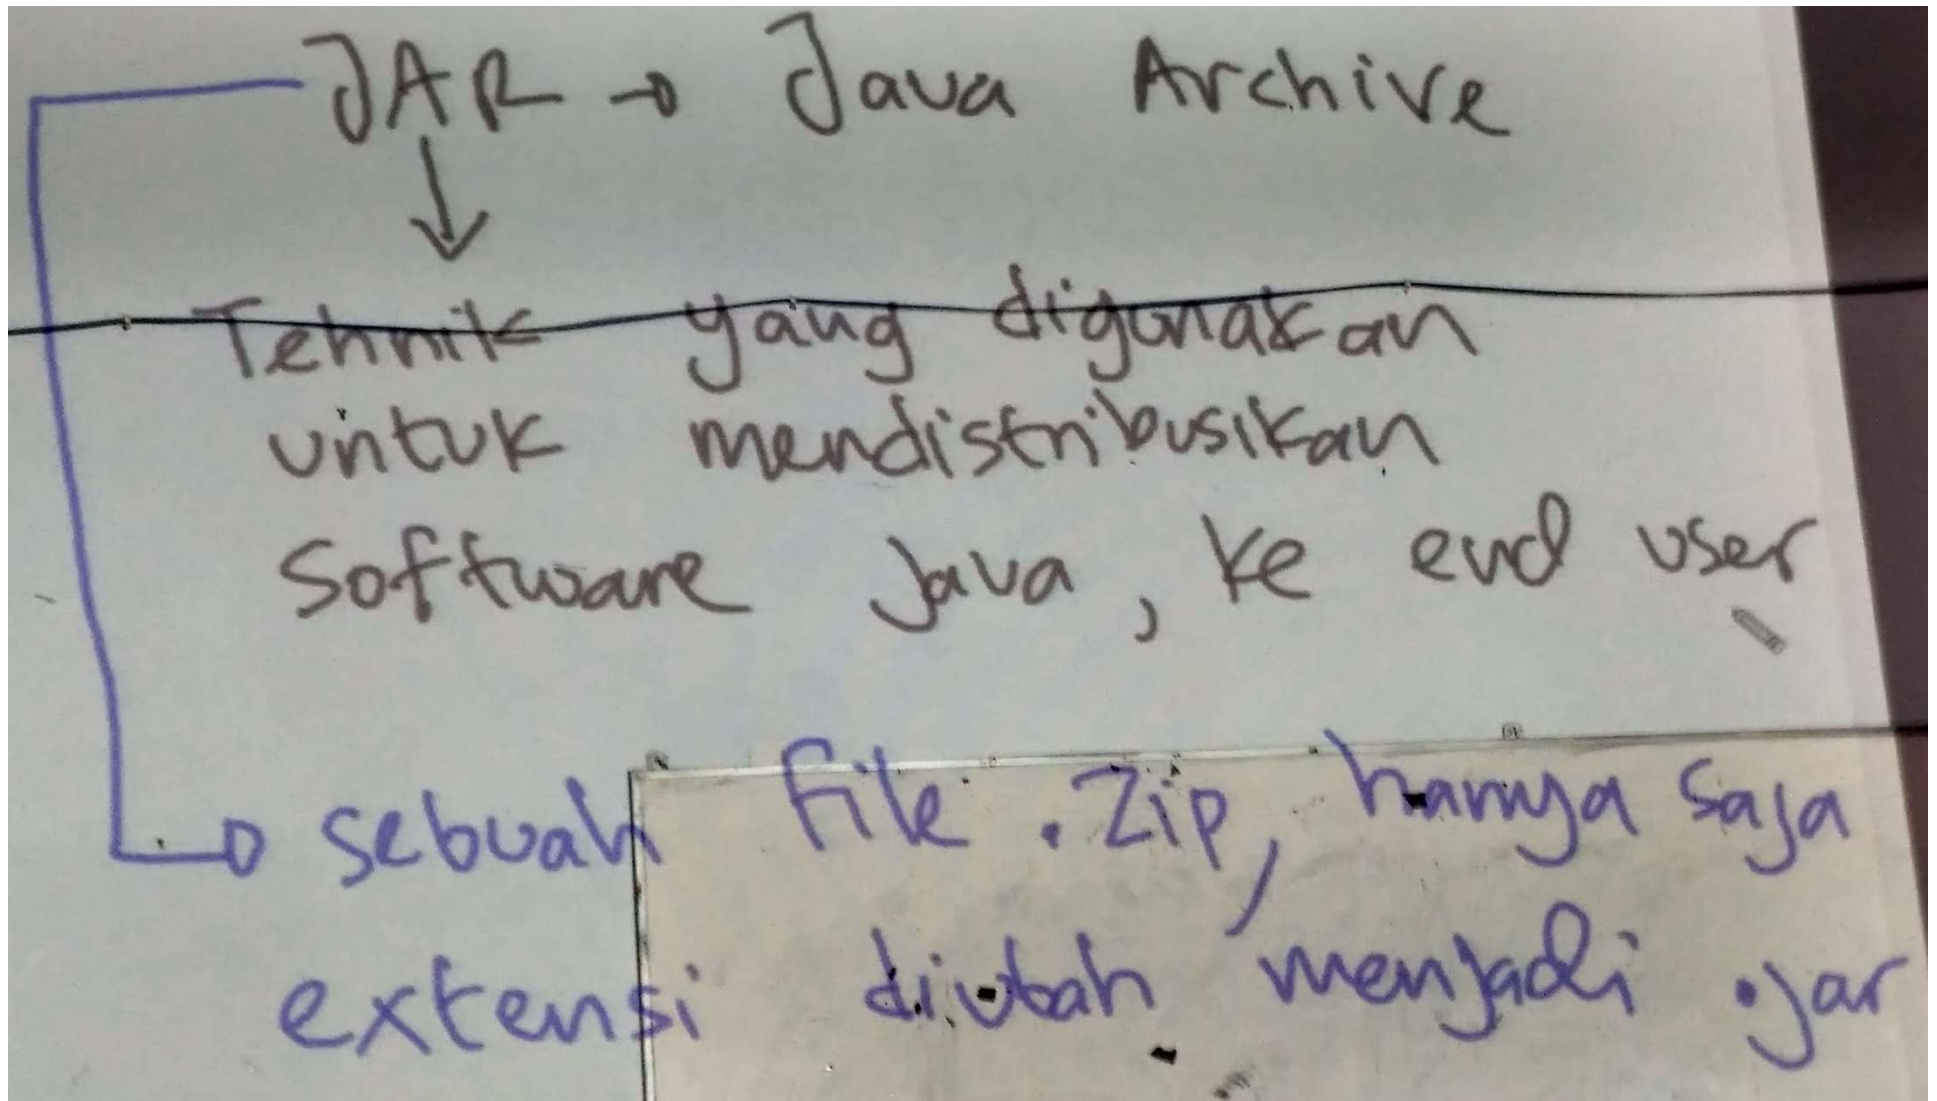 JAR → Java Archive
↓
Tehnik yang digunakan
untuk mendistribusikan
Software Java, ke end user
→ sebuah file .zip, hanya saja
extensi diubah menjadi .jar